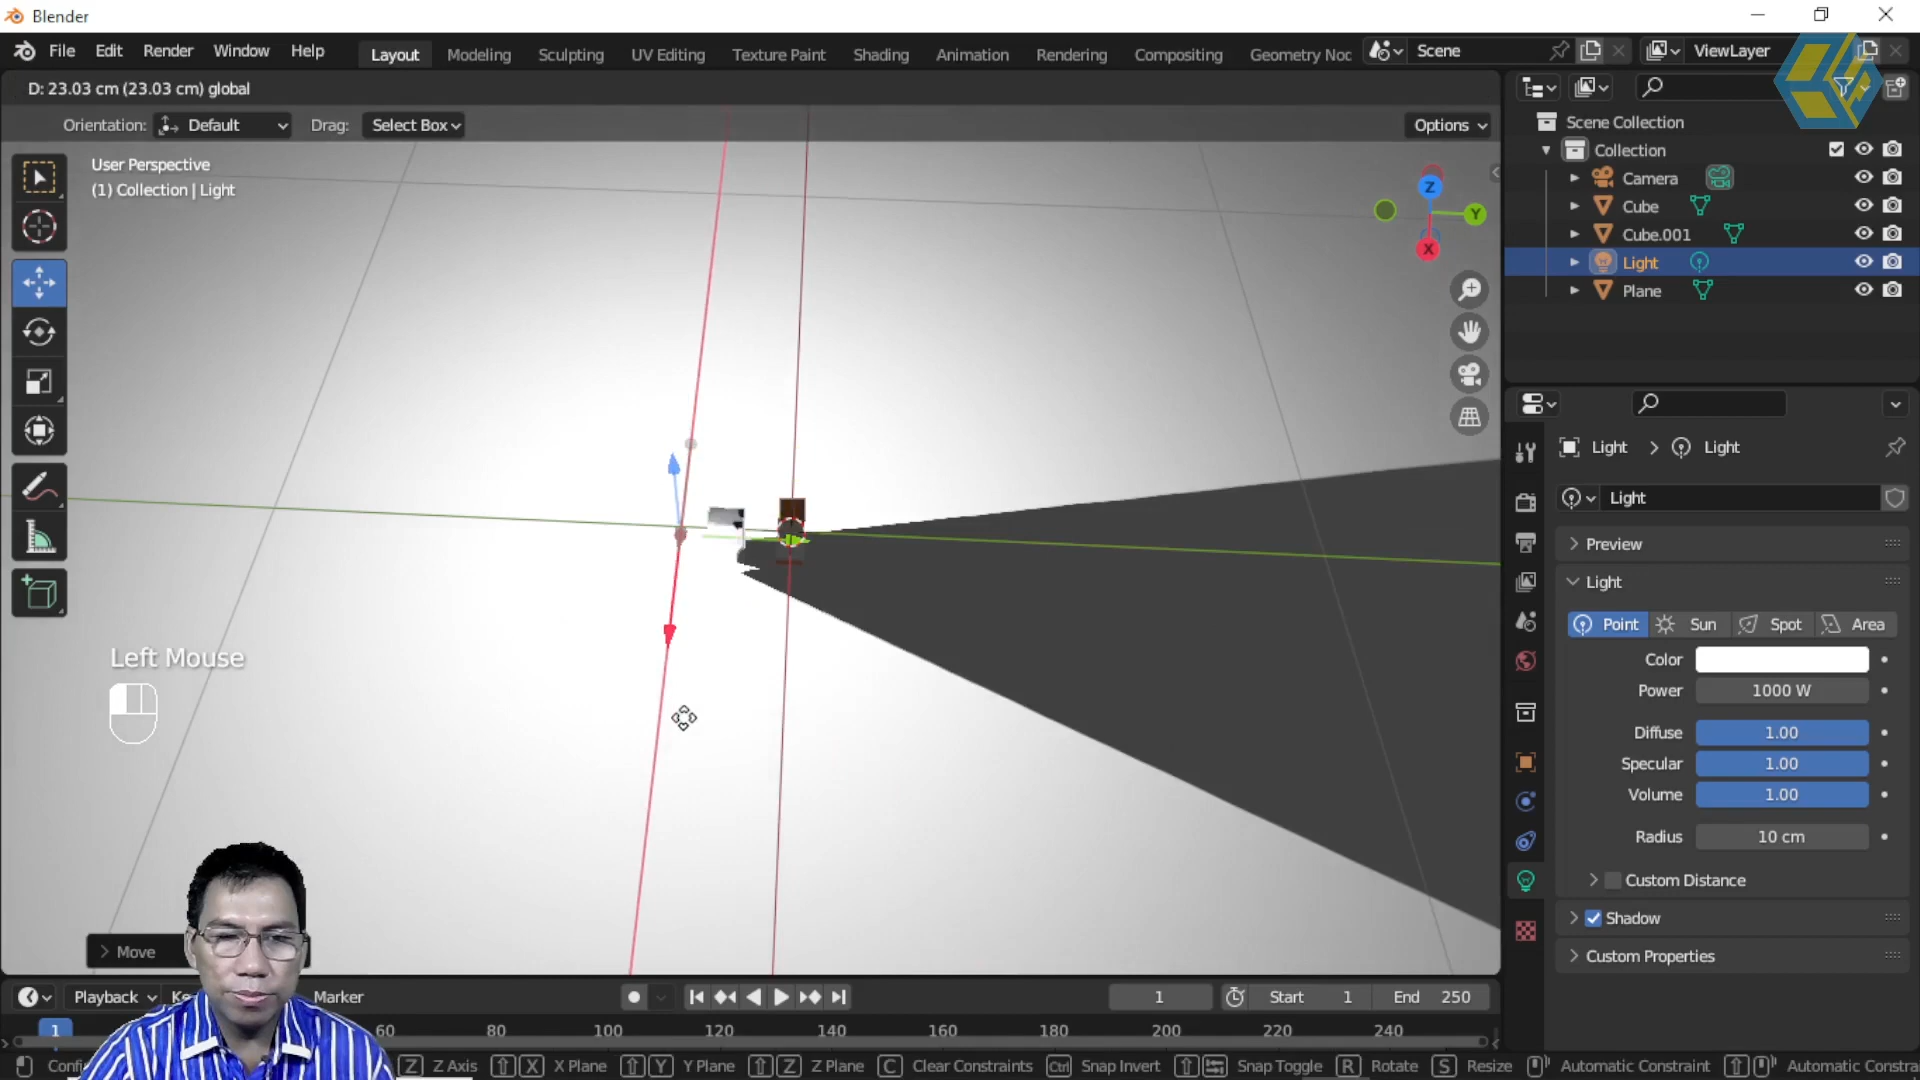 Blender
File Edit Render Window Help Layout Modeling Sculpting UV Editing Texture Paint Shading Animation Rendering Compositing Geometry Noc Scene ViewLayer
D: 23.03 cm (23.03 cm) global
Orientation: Default Drag: Select Box Options
User Perspective
(1) Collection | Light
Z
Y
X
Left Mouse
Move
Scene Collection
Collection
Camera
Cube
Cube.001
Light
Plane
Light > Light
Light
Preview
Light
Point Sun Spot Area
Color
Power 1000 W
Diffuse 1.00
Specular 1.00
Volume 1.00
Radius 10 cm
Custom Distance
Shadow
Custom Properties
Playback Ke Marker 1 Start 1 End 250
1 60 80 100 120 140 160 180 200 220 240
Confi Z Z Axis X X Plane Y Y Plane Z Z Plane C Clear Constraints Ctrl Snap Invert Snap Toggle R Rotate S Resize Automatic Constraint Automatic Constra